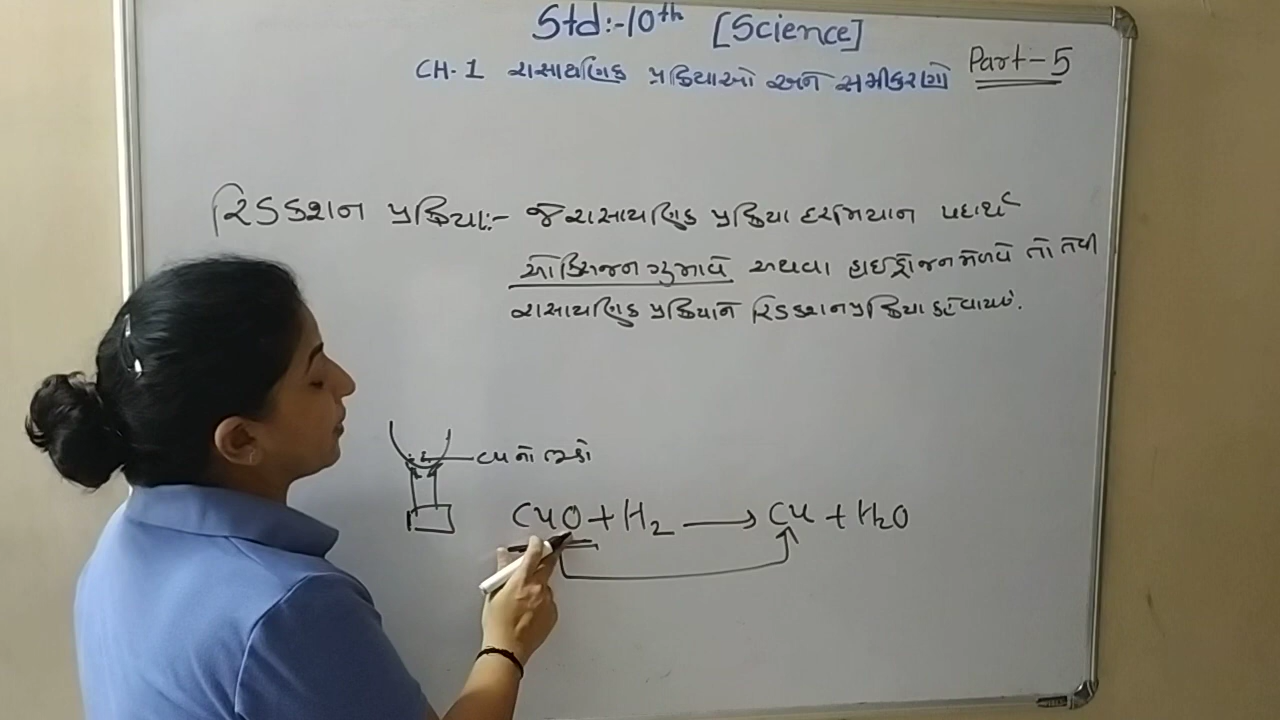 Std:-10th [Science]
CH-1 રાસાયણિક પ્રક્રિયાઓ અને સમીકરણો Part-5
રિડક્શન પ્રક્રિયા:- જે રાસાયણિક પ્રક્રિયા દરમિયાન પદાર્થ
ઓક્સિજન ગુમાવે અથવા હાઇડ્રોજન મેળવે તો તેવી
રાસાયણિક પ્રક્રિયાને રિડક્શન પ્રક્રિયા કહેવાય છે.
cu નો ભૂકો
CuO + H2 ⟶ Cu + H2O